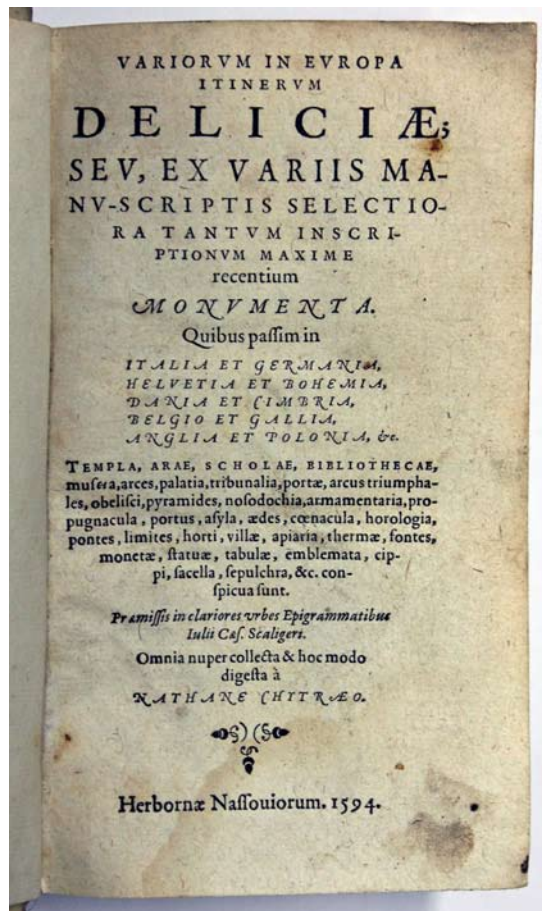 VARIORVM IN EVROPA
ITINERVM
DELICIÆ;
SEV, EX VARIIS MA-
NV-SCRIPTIS SELECTIO-
RA TANTVM INSCRI-
PTIONVM MAXIME
recentium
MONVMENTA.
Quibus paſſim in
ITALIA ET GERMANIA,
HELVETIA ET BOHEMIA,
DANIA ET CIMBRIA,
BELGIO ET GALLIA,
ANGLIA ET POLONIA, &c.
TEMPLA, ARAE, SCHOLAE, BIBLIOTHECAE,
muſea, arces, palatia, tribunalia, portæ, arcus triumpha-
les, obeliſci, pyramides, noſodochia, armamentaria, pro-
pugnacula, portus, aſyla, ædes, cœnacula, horologia,
pontes, limites, horti, villæ, apiaria, thermæ, fontes,
monetæ, ſtatuæ, tabulæ, emblemata, cip-
pi, ſacella, ſepulchra, &c. con-
ſpicua ſunt.
Præmiſſis in clariores vrbes Epigrammatibus
Iulii Cæſ. Scaligeri.
Omnia nuper collecta & hoc modo
digeſta à
NATHANE CHYTRÆO.
Herbornæ Naſſouiorum. 1594.